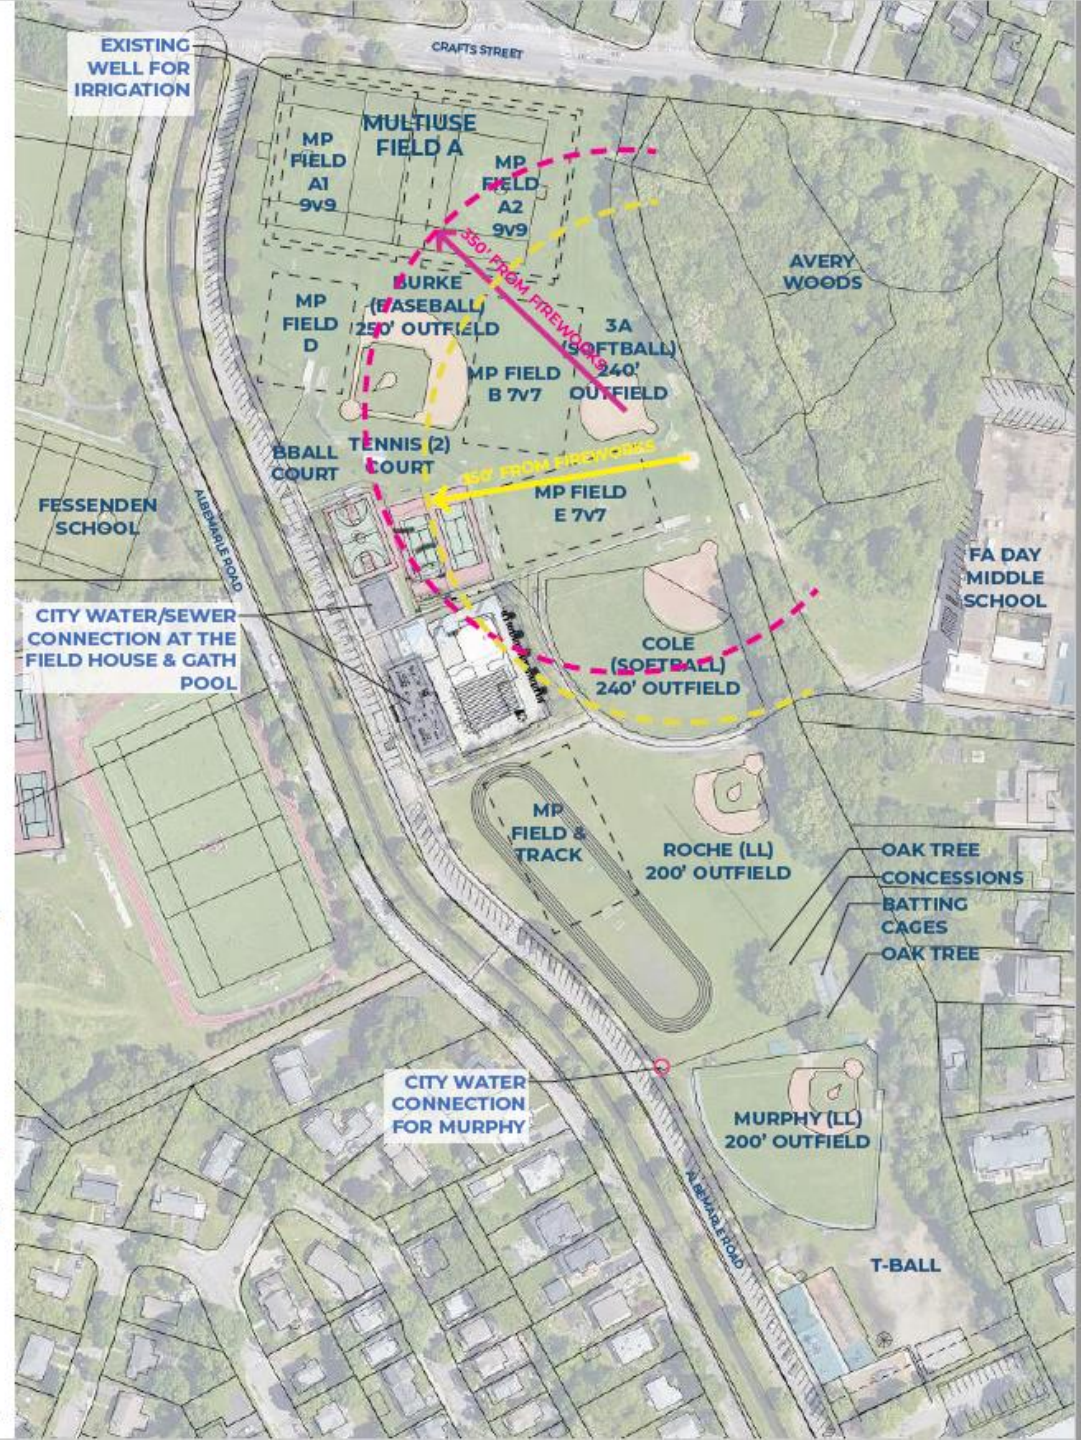 EXISTING
WELL FOR
IRRIGATION
CRAFTS STREET
MULTIUSE
FIELD A
MP
FIELD
A1
9v9
MP
FIELD
A2
9v9
AVERY
WOODS
350' FROM FIREWORKS
BURKE
(BASEBALL)
250' OUTFIELD
MP
FIELD
D
3A
(SOFTBALL)
240'
OUTFIELD
MP FIELD
B 7v7
BBALL
COURT
TENNIS (2)
COURT
350' FROM FIREWORKS
MP FIELD
E 7v7
FESSENDEN
SCHOOL
ALBEMARLE ROAD
FA DAY
MIDDLE
SCHOOL
CITY WATER/SEWER
CONNECTION AT THE
FIELD HOUSE & GATH
POOL
COLE
(SOFTBALL)
240' OUTFIELD
MP
FIELD &
TRACK
ROCHE (LL)
200' OUTFIELD
OAK TREE
CONCESSIONS
BATTING
CAGES
OAK TREE
CITY WATER
CONNECTION
FOR MURPHY
MURPHY (LL)
200' OUTFIELD
ALBEMARLE ROAD
T-BALL